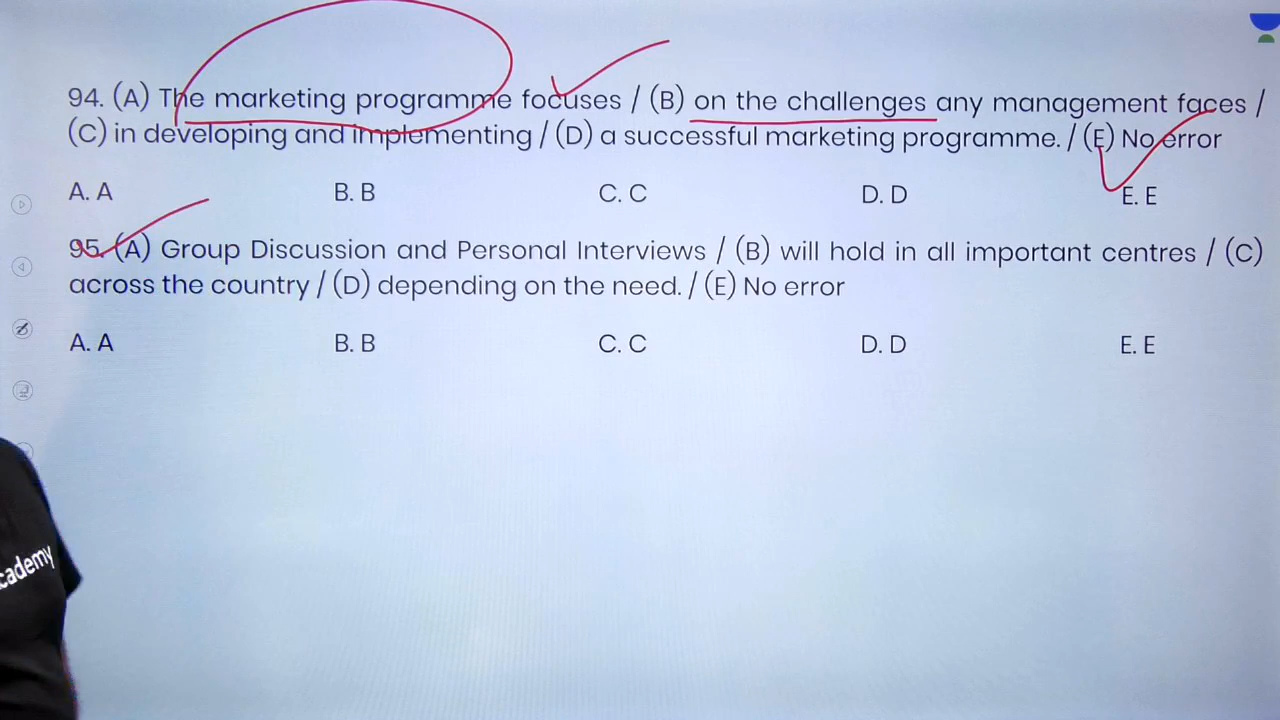 94. (A) The marketing programme focuses / (B) on the challenges any management faces /
(C) in developing and implementing / (D) a successful marketing programme. / (E) No error
A. A B. B C. C D. D E. E
95. (A) Group Discussion and Personal Interviews / (B) will hold in all important centres / (C)
across the country / (D) depending on the need. / (E) No error
A. A B. B C. C D. D E. E
cademy